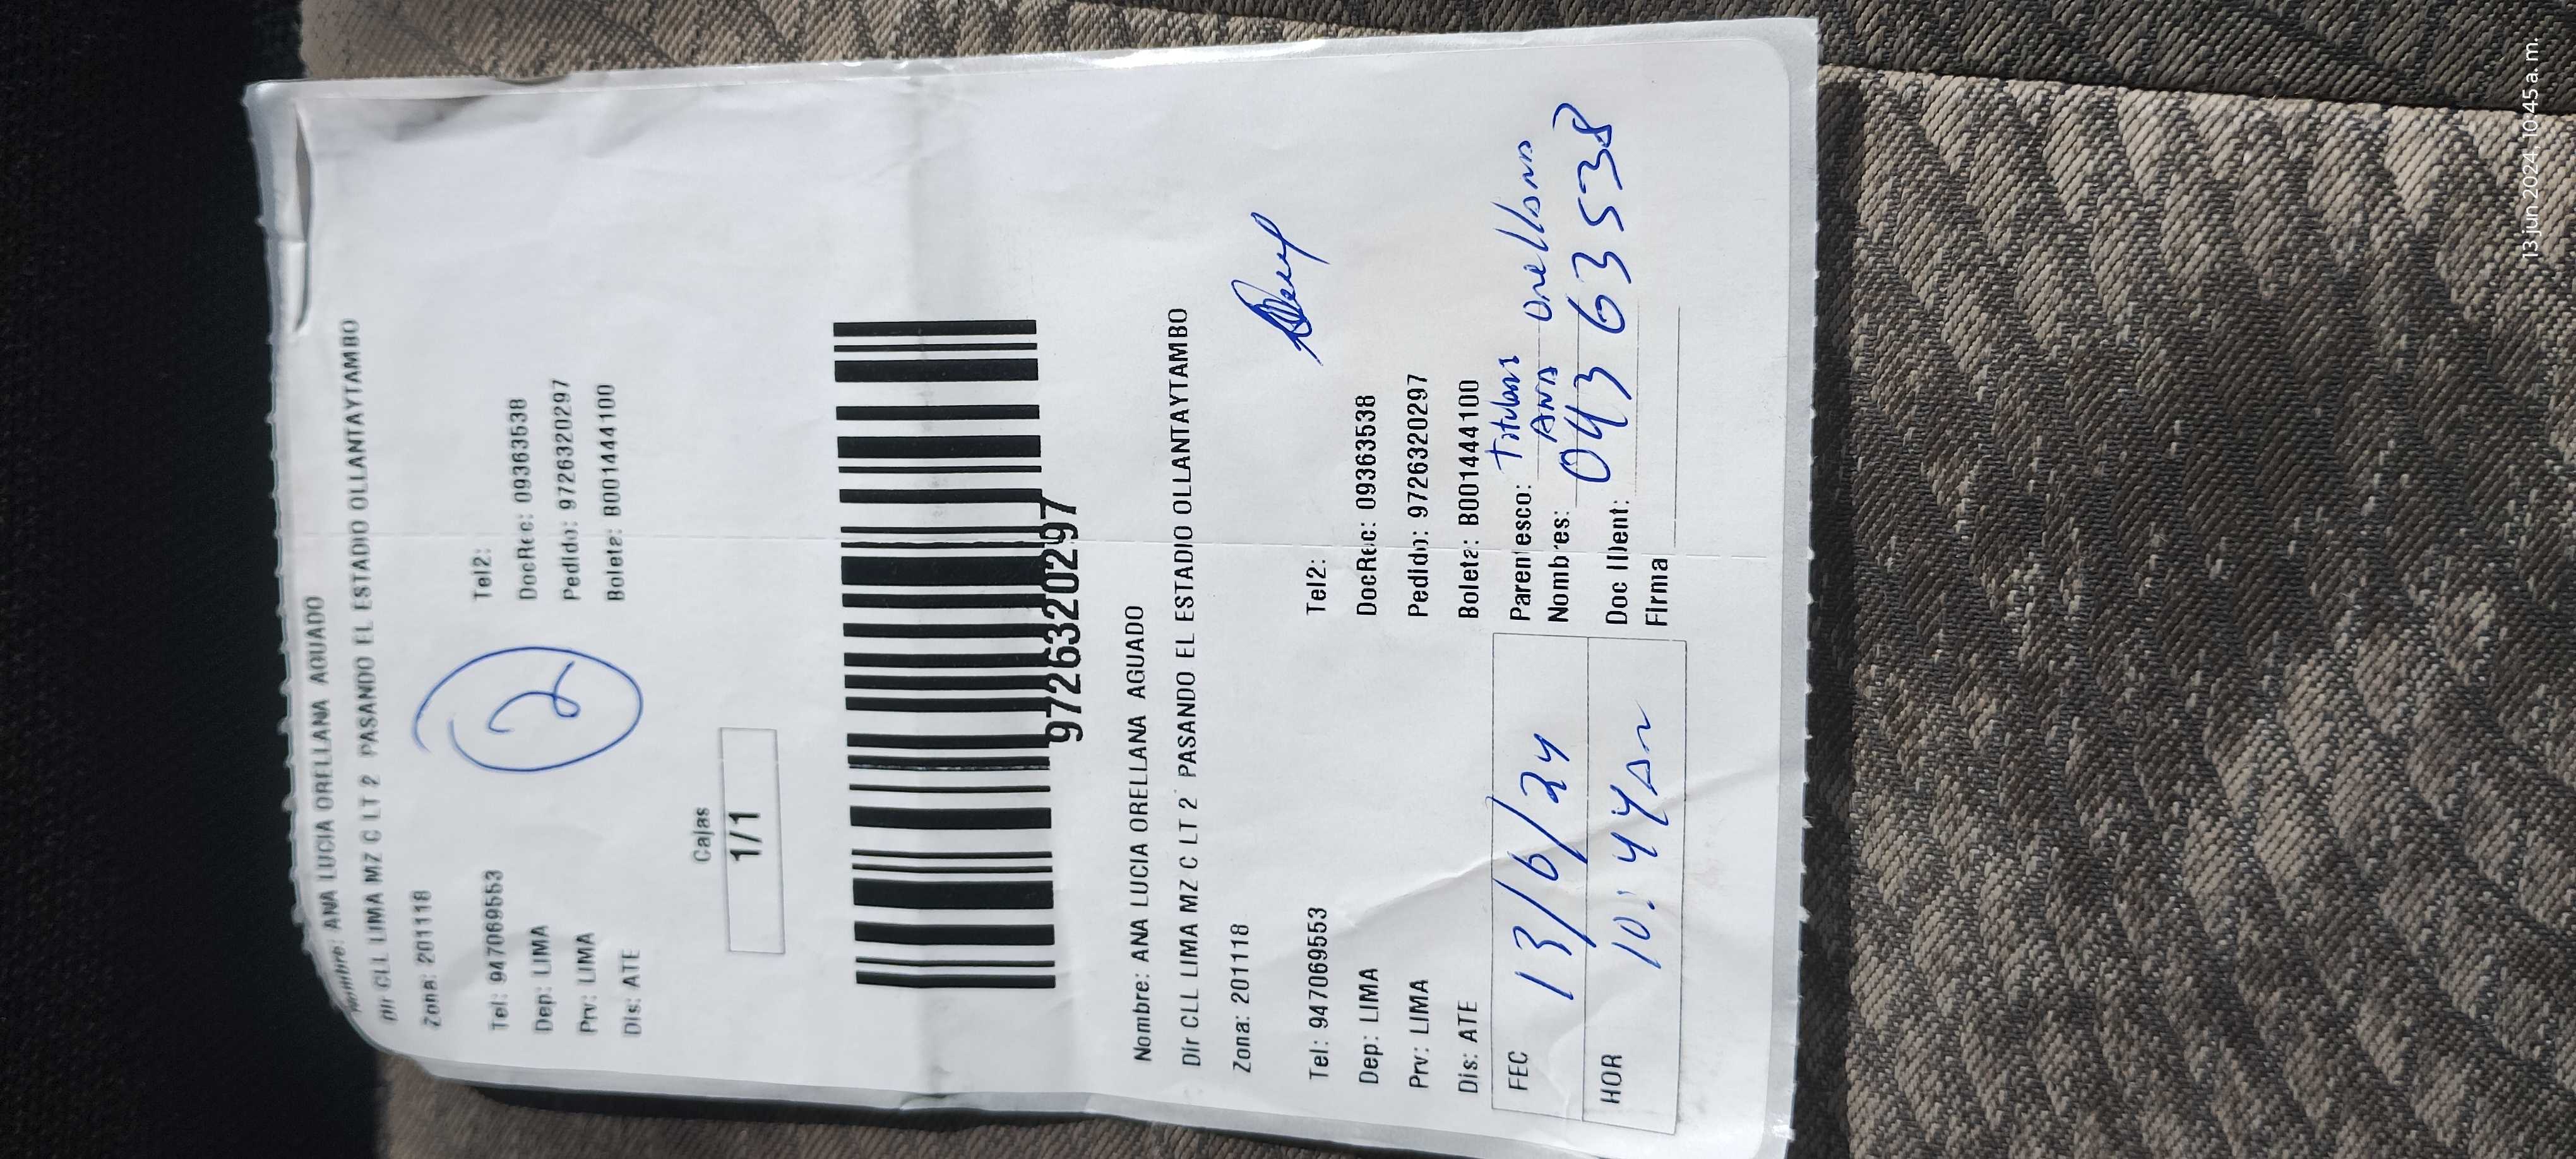 Nombre: ANA LUCIA ORELLANA AGUADO
Dir CLL LIMA MZ C LT 2 PASANDO EL ESTADIO OLLANTAYTAMBO
Zona: 201118
Tel: 947069553 Tel2:
Dep: LIMA DocRec: 09363538
Prv: LIMA Pedido: 9726320297
Dis: ATE Boleta: B001444100
2
Cajas
1/1
9726320297
Nombre: ANA LUCIA ORELLANA AGUADO
Dir CLL LIMA MZ C LT 2 PASANDO EL ESTADIO OLLANTAYTAMBO
Zona: 201118
Tel: 947069553 Tel2:
Dep: LIMA DocRec: 09363538
Prv: LIMA Pedido: 9726320297
Dis: ATE Boleta: B001444100
FEC 13/6/24 Parentesco: Titular
Nombres: ANA Orellana
HOR 10:44 am Doc Ident: 04363538
Firma
13 jun 2024, 10:45 a. m.